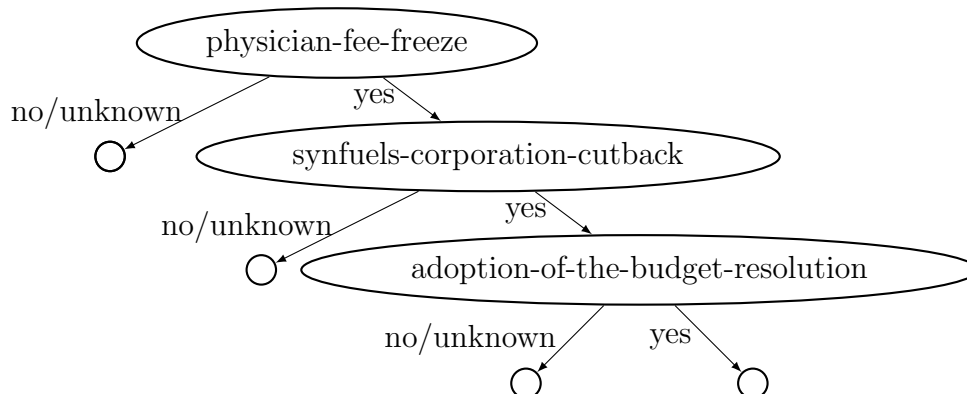 physician-fee-freeze
no/unknown
yes
synfuels-corporation-cutback
no/unknown
yes
adoption-of-the-budget-resolution
no/unknown
yes